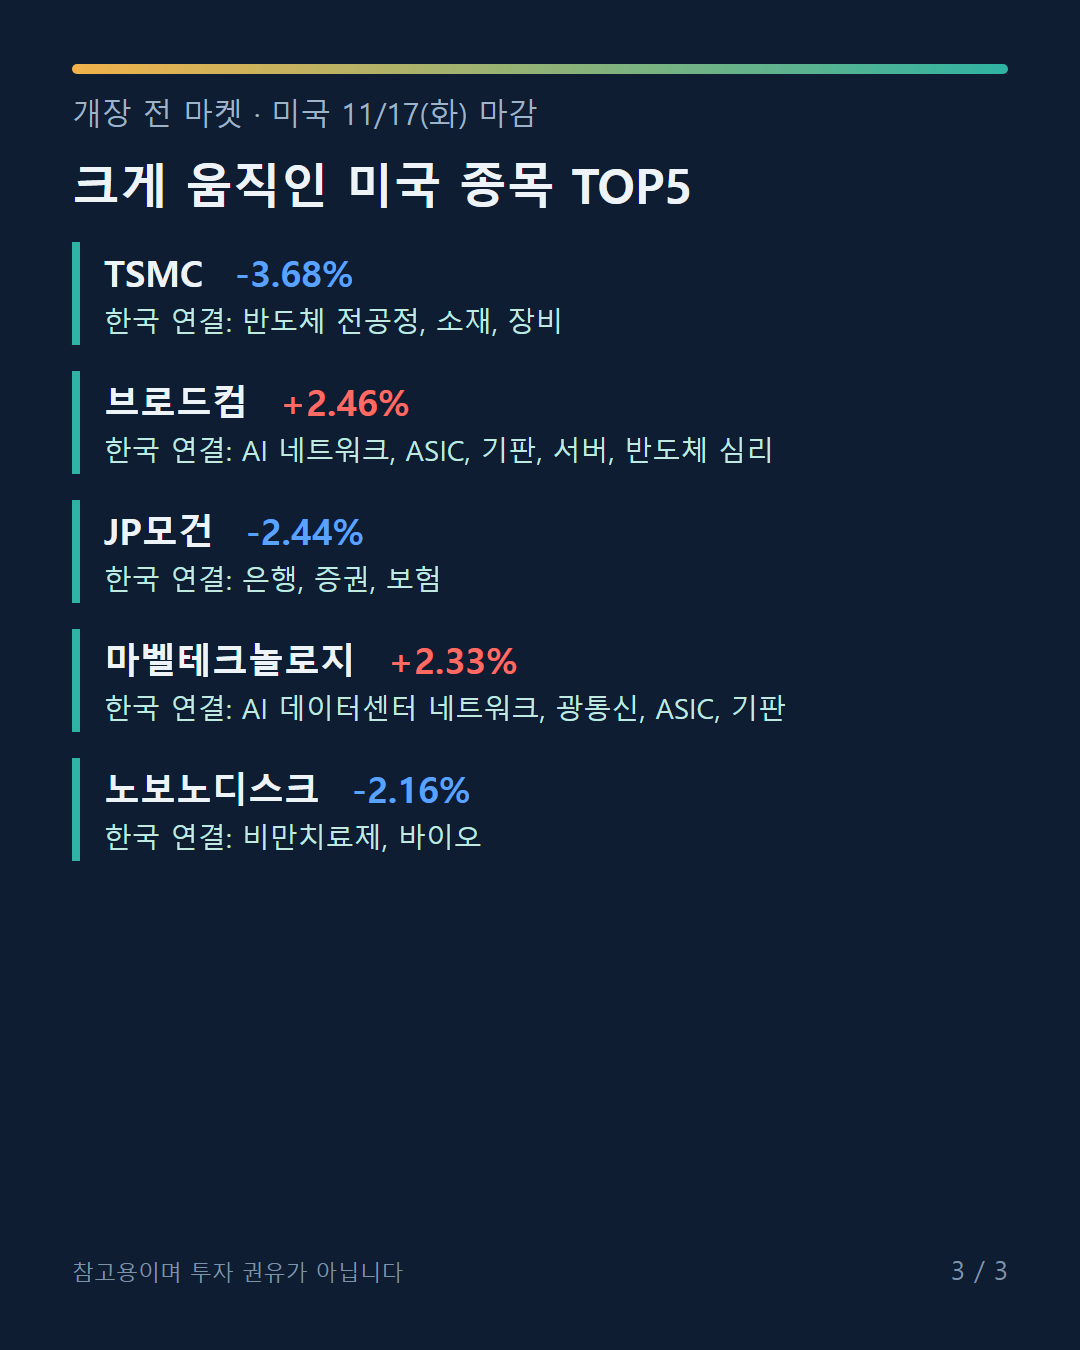 개장 전 마켓 · 미국 11/17(화) 마감
크게 움직인 미국 종목 TOP5
TSMC -3.68%
한국 연결: 반도체 전공정, 소재, 장비
브로드컴 +2.46%
한국 연결: AI 네트워크, ASIC, 기판, 서버, 반도체 심리
JP모건 -2.44%
한국 연결: 은행, 증권, 보험
마벨테크놀로지 +2.33%
한국 연결: AI 데이터센터 네트워크, 광통신, ASIC, 기판
노보노디스크 -2.16%
한국 연결: 비만치료제, 바이오
참고용이며 투자 권유가 아닙니다
3 / 3